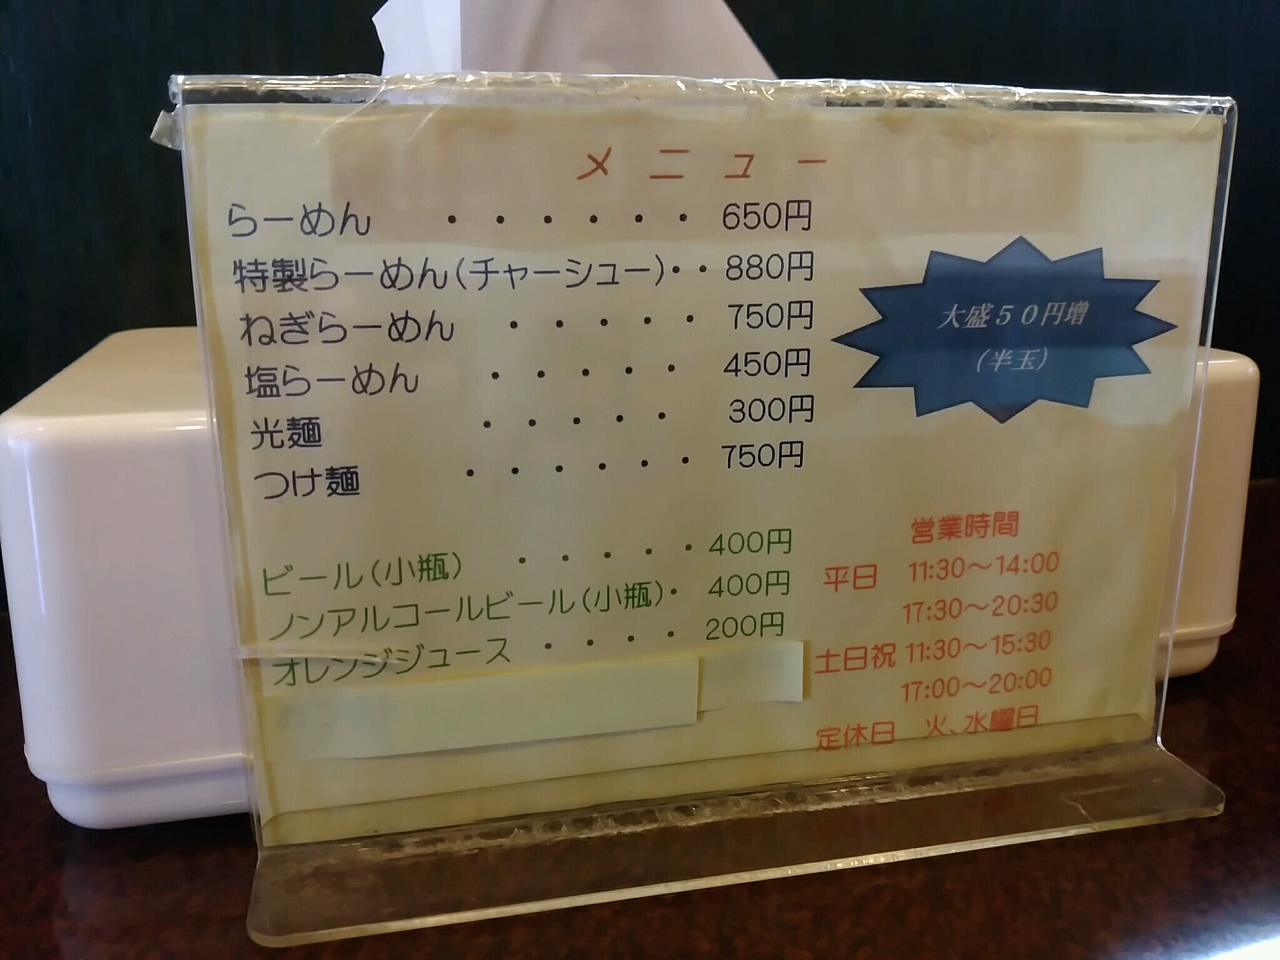 メニュー
らーめん ・・・・・・ 650円
特製らーめん(チャーシュー)・・ 880円
ねぎらーめん ・・・・・ 750円
塩らーめん ・・・・・ 450円
光麺 ・・・・・ 300円
つけ麺 ・・・・・・ 750円
大盛50円増
(半玉)
ビール(小瓶) ・・・・・ 400円
ノンアルコールビール(小瓶)・ 400円
オレンジジュース ・・・・ 200円
営業時間
平日 11:30～14:00
17:30～20:30
土日祝 11:30～15:30
17:00～20:00
定休日 火、水曜日